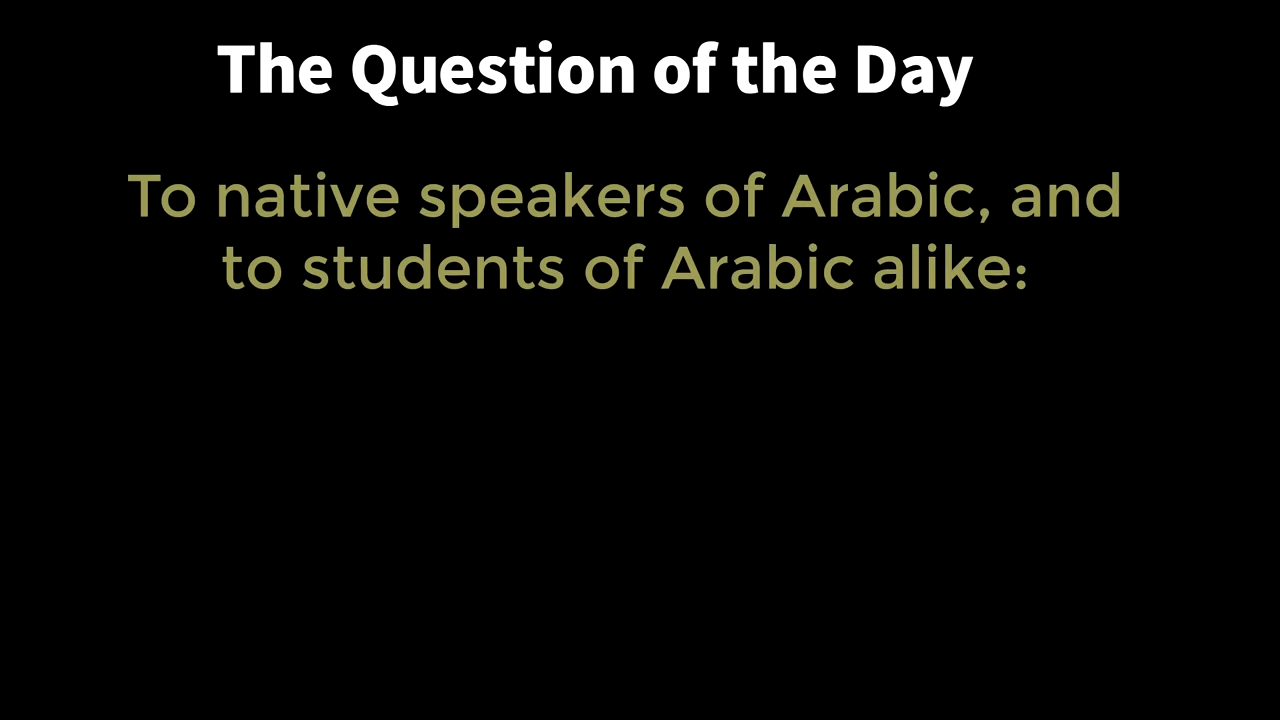 The Question of the Day
To native speakers of Arabic, and
to students of Arabic alike: